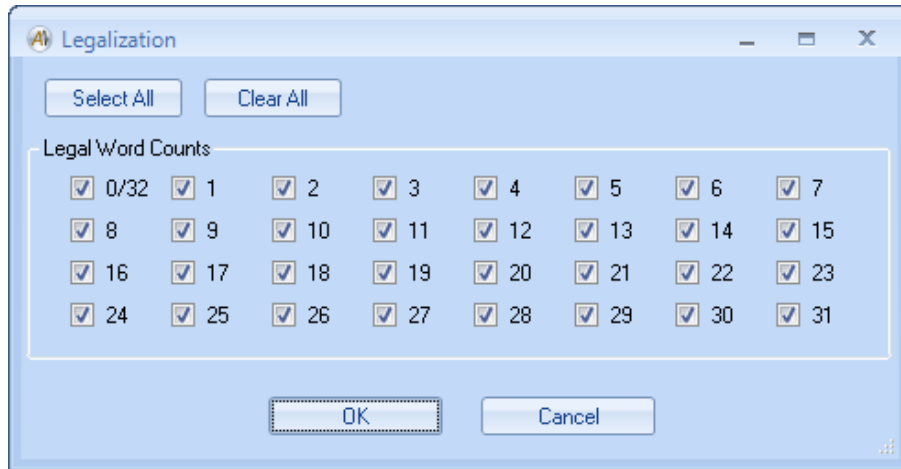 Legalization
Select All Clear All
Legal Word Counts
0/32 1 2 3 4 5 6 7
8 9 10 11 12 13 14 15
16 17 18 19 20 21 22 23
24 25 26 27 28 29 30 31
OK Cancel